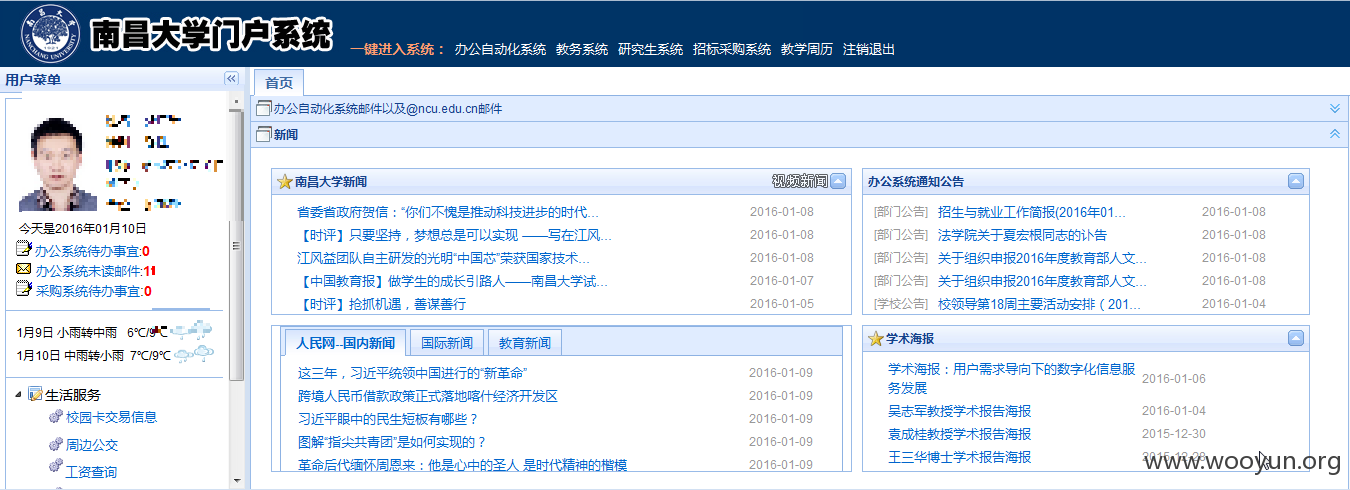 南昌大学门户系统
一键进入系统： 办公自动化系统 教务系统 研究生系统 招标采购系统 教学周历 注销退出
用户菜单
今天是2016年01月10日
办公系统待办事宜:0
办公系统未读邮件:11
采购系统待办事宜:0
1月9日 小雨转中雨 6℃/9℃
1月10日 中雨转小雨 7℃/9℃
生活服务
校园卡交易信息
周边公交
工资查询
首页
办公自动化系统邮件以及@ncu.edu.cn邮件
新闻
南昌大学新闻 视频新闻
省委省政府贺信：“你们不愧是推动科技进步的时代... 2016-01-08
【时评】只要坚持，梦想总是可以实现 ——写在江风... 2016-01-08
江风益团队自主研发的光明“中国芯”荣获国家技术... 2016-01-08
【中国教育报】做学生的成长引路人——南昌大学试... 2016-01-07
【时评】抢抓机遇，善谋善行 2016-01-05
办公系统通知公告
[部门公告] 招生与就业工作简报(2016年01... 2016-01-08
[部门公告] 法学院关于夏宏根同志的讣告 2016-01-08
[部门公告] 关于组织申报2016年度教育部人文... 2016-01-08
[部门公告] 关于组织申报2016年度教育部人文... 2016-01-08
[学校公告] 校领导第18周主要活动安排（201... 2016-01-04
人民网--国内新闻 国际新闻 教育新闻
这三年，习近平统领中国进行的“新革命” 2016-01-09
跨境人民币借款政策正式落地喀什经济开发区 2016-01-09
习近平眼中的民生短板有哪些？ 2016-01-09
图解“指尖共青团”是如何实现的？ 2016-01-09
革命后代缅怀周恩来：他是心中的圣人 是时代精神的楷模 2016-01-09
学术海报
学术海报：用户需求导向下的数字化信息服务发展 2016-01-06
吴志军教授学术报告海报 2016-01-04
袁成桂教授学术报告海报 2015-12-30
王三华博士学术报告海报
www.wooyun.org